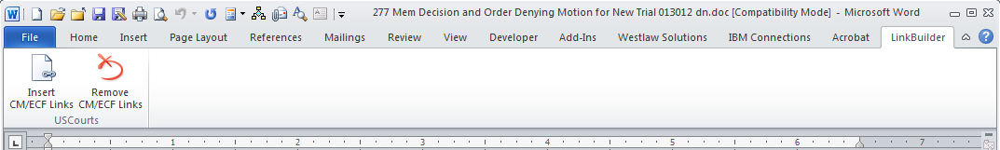 277 Mem Decision and Order Denying Motion for New Trial 013012 dn.doc [Compatibility Mode] - Microsoft Word
File Home Insert Page Layout References Mailings Review View Developer Add-Ins Westlaw Solutions IBM Connections Acrobat LinkBuilder
Insert Remove
CM/ECF Links CM/ECF Links
USCourts
1 2 3 4 5 6 7